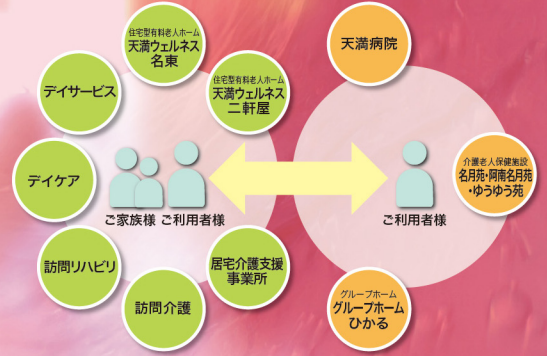 住宅型有料老人ホーム
天満ウェルネス
名東
住宅型有料老人ホーム
天満ウェルネス
二軒屋
デイサービス
デイケア
訪問リハビリ
訪問介護
居宅介護支援
事業所
ご家族様 ご利用者様
天満病院
介護老人保健施設
名月苑・阿南名月苑
・ゆうゆう苑
ご利用者様
グループホーム
グループホーム
ひかる